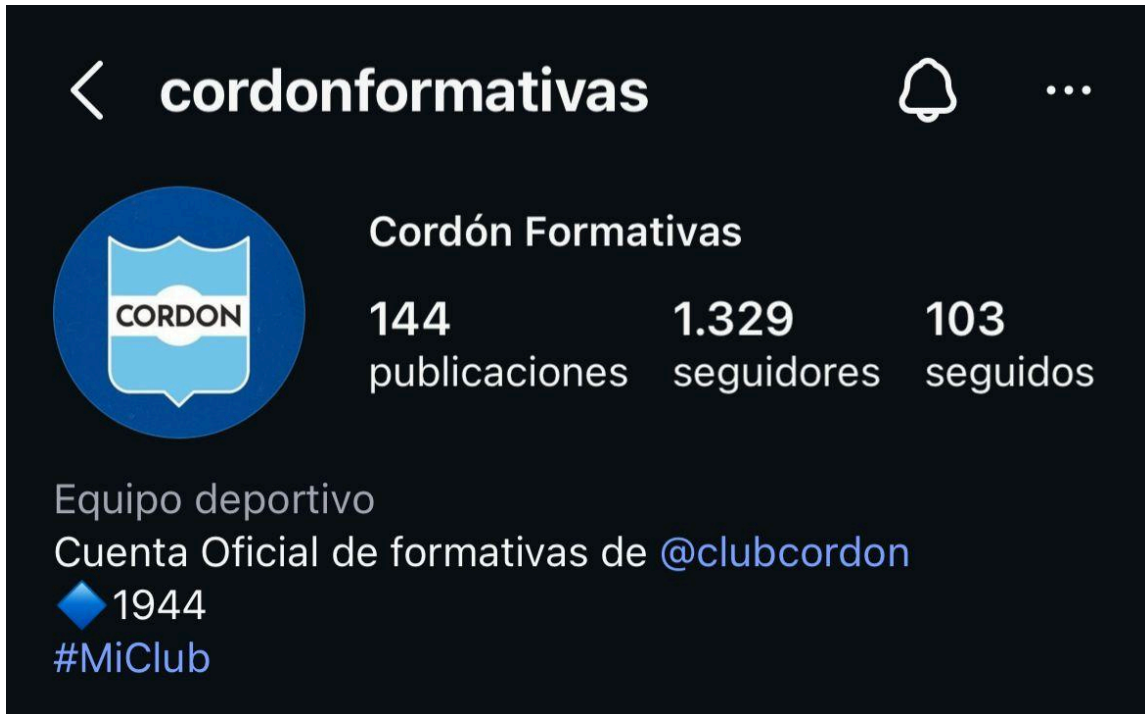 cordonformativas
CORDON
Cordón Formativas
144 1.329 103
publicaciones seguidores seguidos
Equipo deportivo
Cuenta Oficial de formativas de @clubcordon
🔷1944
#MiClub